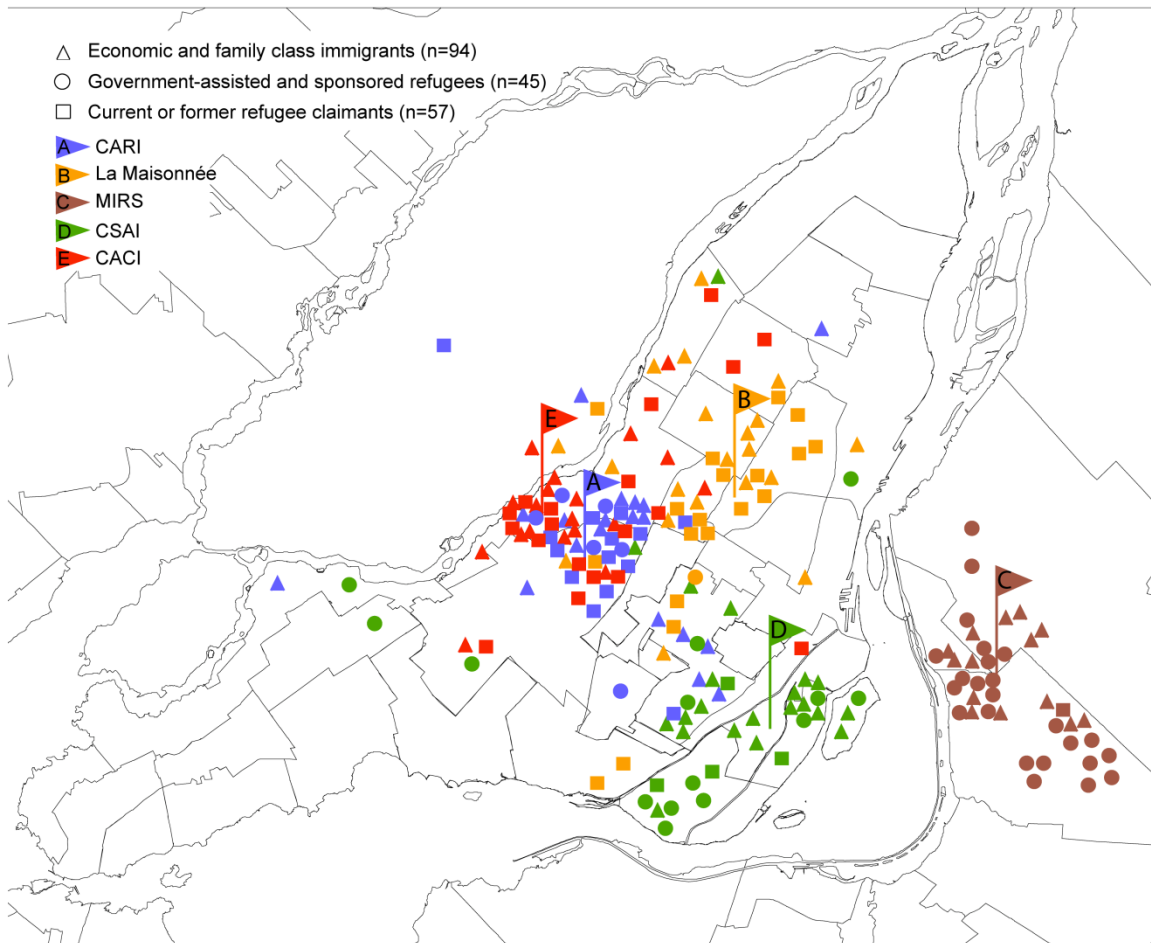 Economic and family class immigrants (n=94)
Government-assisted and sponsored refugees (n=45)
Current or former refugee claimants (n=57)
A CARI
B La Maisonnée
C MIRS
D CSAI
E CACI
B
E
A
C
D